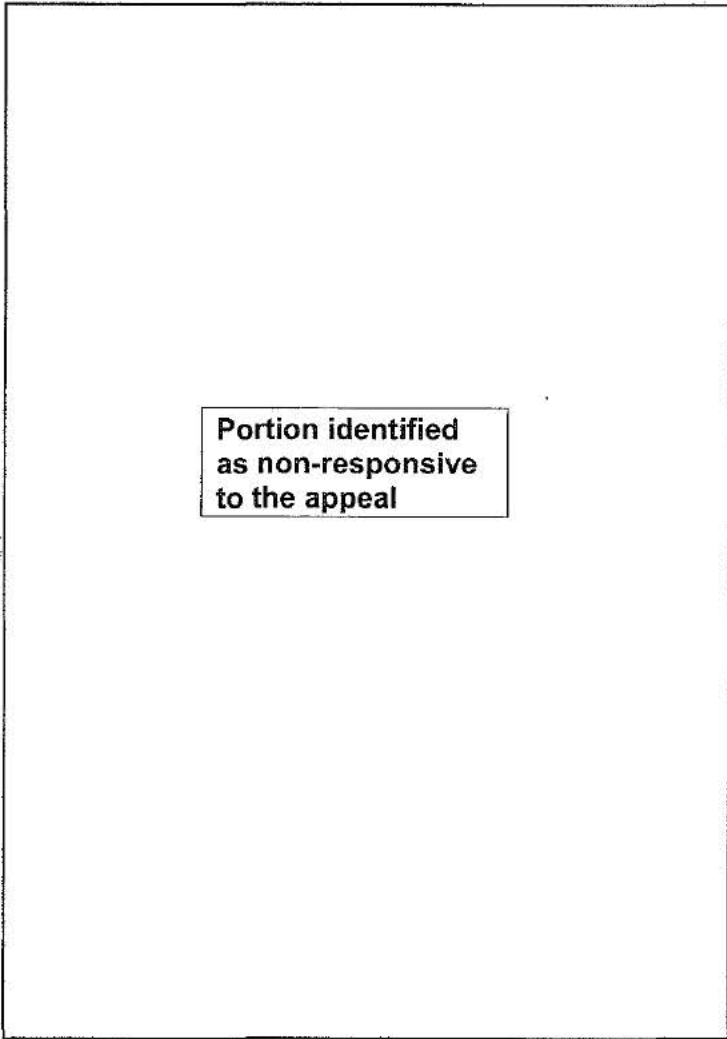 Portion identified
as non-responsive
to the appeal